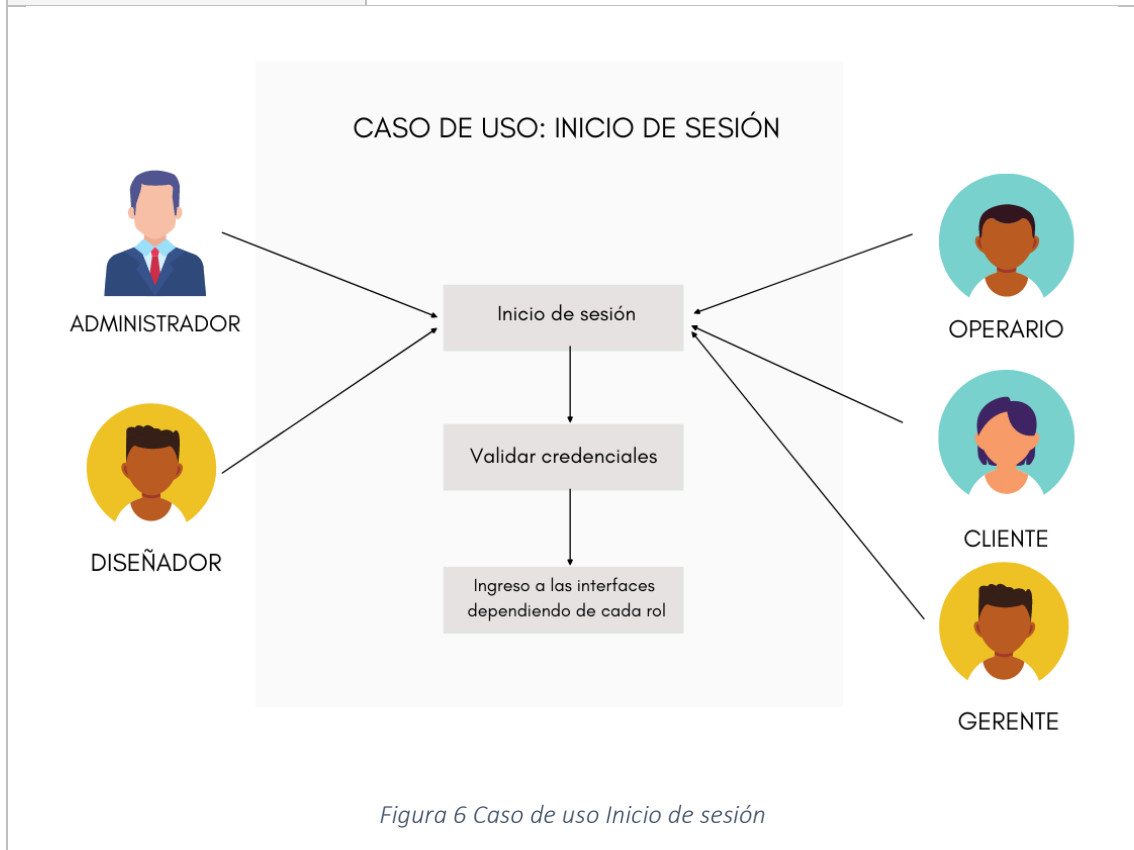 CASO DE USO: INICIO DE SESIÓN
ADMINISTRADOR
DISEÑADOR
Inicio de sesión
Validar credenciales
Ingreso a las interfaces
dependiendo de cada rol
OPERARIO
CLIENTE
GERENTE
Figura 6 Caso de uso Inicio de sesión